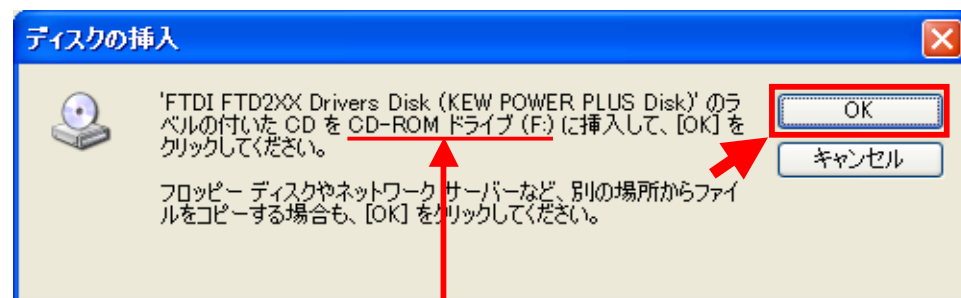 ディスクの挿入
'FTDI FTD2XX Drivers Disk (KEW POWER PLUS Disk)' のラ
ベルの付いた CD を CD-ROM ドライブ (F:) に挿入して、[OK] を
クリックしてください。
フロッピー ディスクやネットワーク サーバーなど、別の場所からファイ
ルをコピーする場合も、[OK] をクリックしてください。
OK
キャンセル